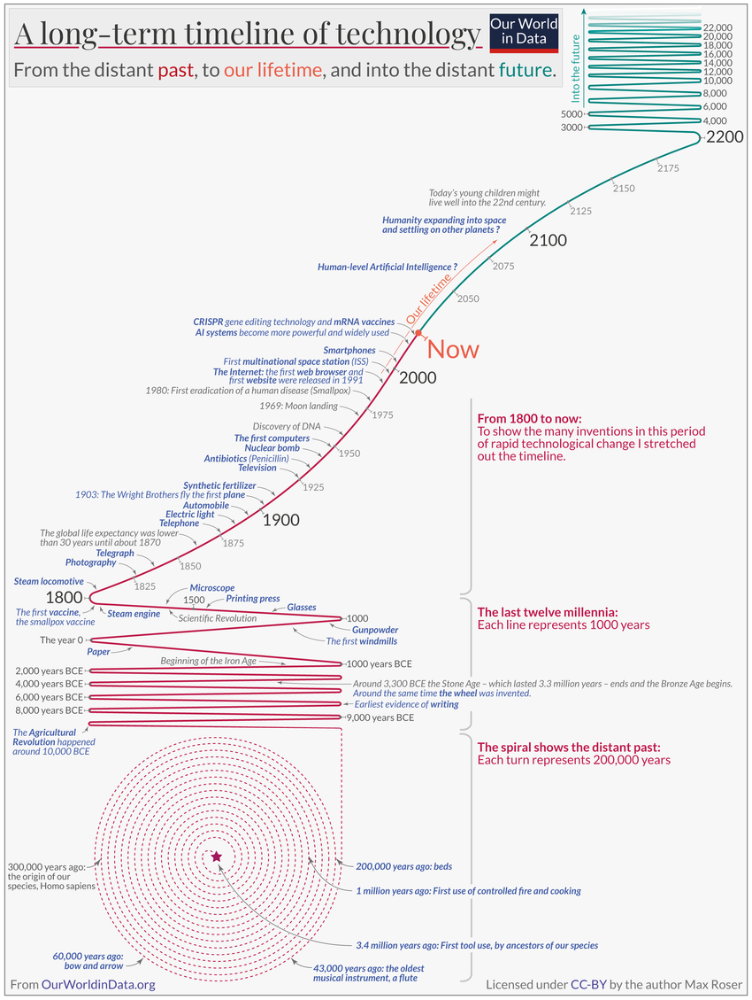 A long-term timeline of technology
Our World
in Data
From the distant past, to our lifetime, and into the distant future.
Into the future
22,000
20,000
18,000
16,000
14,000
12,000
10,000
8,000
6,000
5000
4,000
3000
2200
2175
2150
Today's young children might
live well into the 22nd century.
2125
Humanity expanding into space
and settling on other planets ?
2100
Human-level Artificial Intelligence ?
2075
Our lifetime
2050
CRISPR gene editing technology and mRNA vaccines
AI systems become more powerful and widely used
Now
Smartphones
First multinational space station (ISS)
The Internet: the first web browser and
first website were released in 1991
2000
1980: First eradication of a human disease (Smallpox)
1969: Moon landing
1975
From 1800 to now:
To show the many inventions in this period
of rapid technological change I stretched
out the timeline.
Discovery of DNA
The first computers
Nuclear bomb
1950
Antibiotics (Penicillin)
Television
1925
Synthetic fertilizer
1903: The Wright Brothers fly the first plane
Automobile
1900
Electric light
Telephone
The global life expectancy was lower
than 30 years until about 1870
1875
Telegraph
Photography
1850
Steam locomotive
1825
1800
Microscope
1500
Printing press
Glasses
The first vaccine,
the smallpox vaccine
Steam engine
Scientific Revolution
1000
The last twelve millennia:
Each line represents 1000 years
Gunpowder
The first windmills
The year 0
Paper
Beginning of the Iron Age
1000 years BCE
2,000 years BCE
4,000 years BCE
Around 3,300 BCE the Stone Age – which lasted 3.3 million years – ends and the Bronze Age begins.
Around the same time the wheel was invented.
6,000 years BCE
Earliest evidence of writing
8,000 years BCE
9,000 years BCE
The Agricultural
Revolution happened
around 10,000 BCE
The spiral shows the distant past:
Each turn represents 200,000 years
300,000 years ago:
the origin of our
species, Homo sapiens
200,000 years ago: beds
1 million years ago: First use of controlled fire and cooking
3.4 million years ago: First tool use, by ancestors of our species
60,000 years ago:
bow and arrow
43,000 years ago: the oldest
musical instrument, a flute
From OurWorldinData.org
Licensed under CC-BY by the author Max Roser